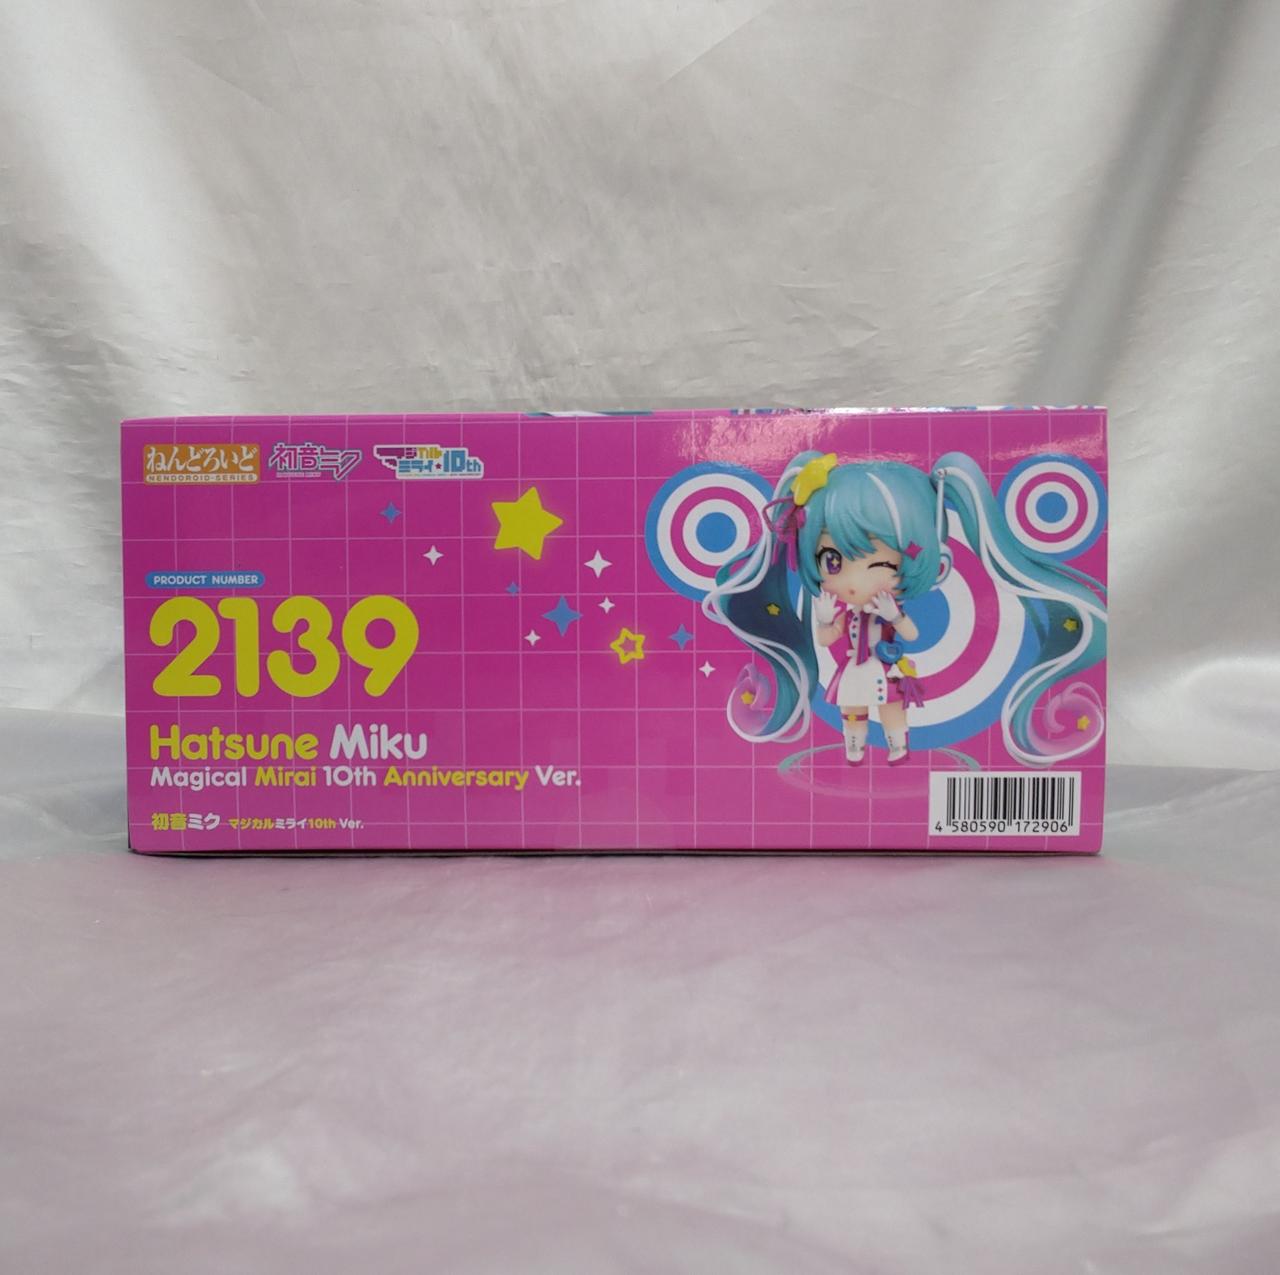 ねんどろいど
NENDOROID-SERIES
初音ミク
マジカル
ミライ★10th
PRODUCT NUMBER
2139
Hatsune Miku
Magical Mirai 10th Anniversary Ver.
初音ミク マジカルミライ10th Ver.
4 580590 172906